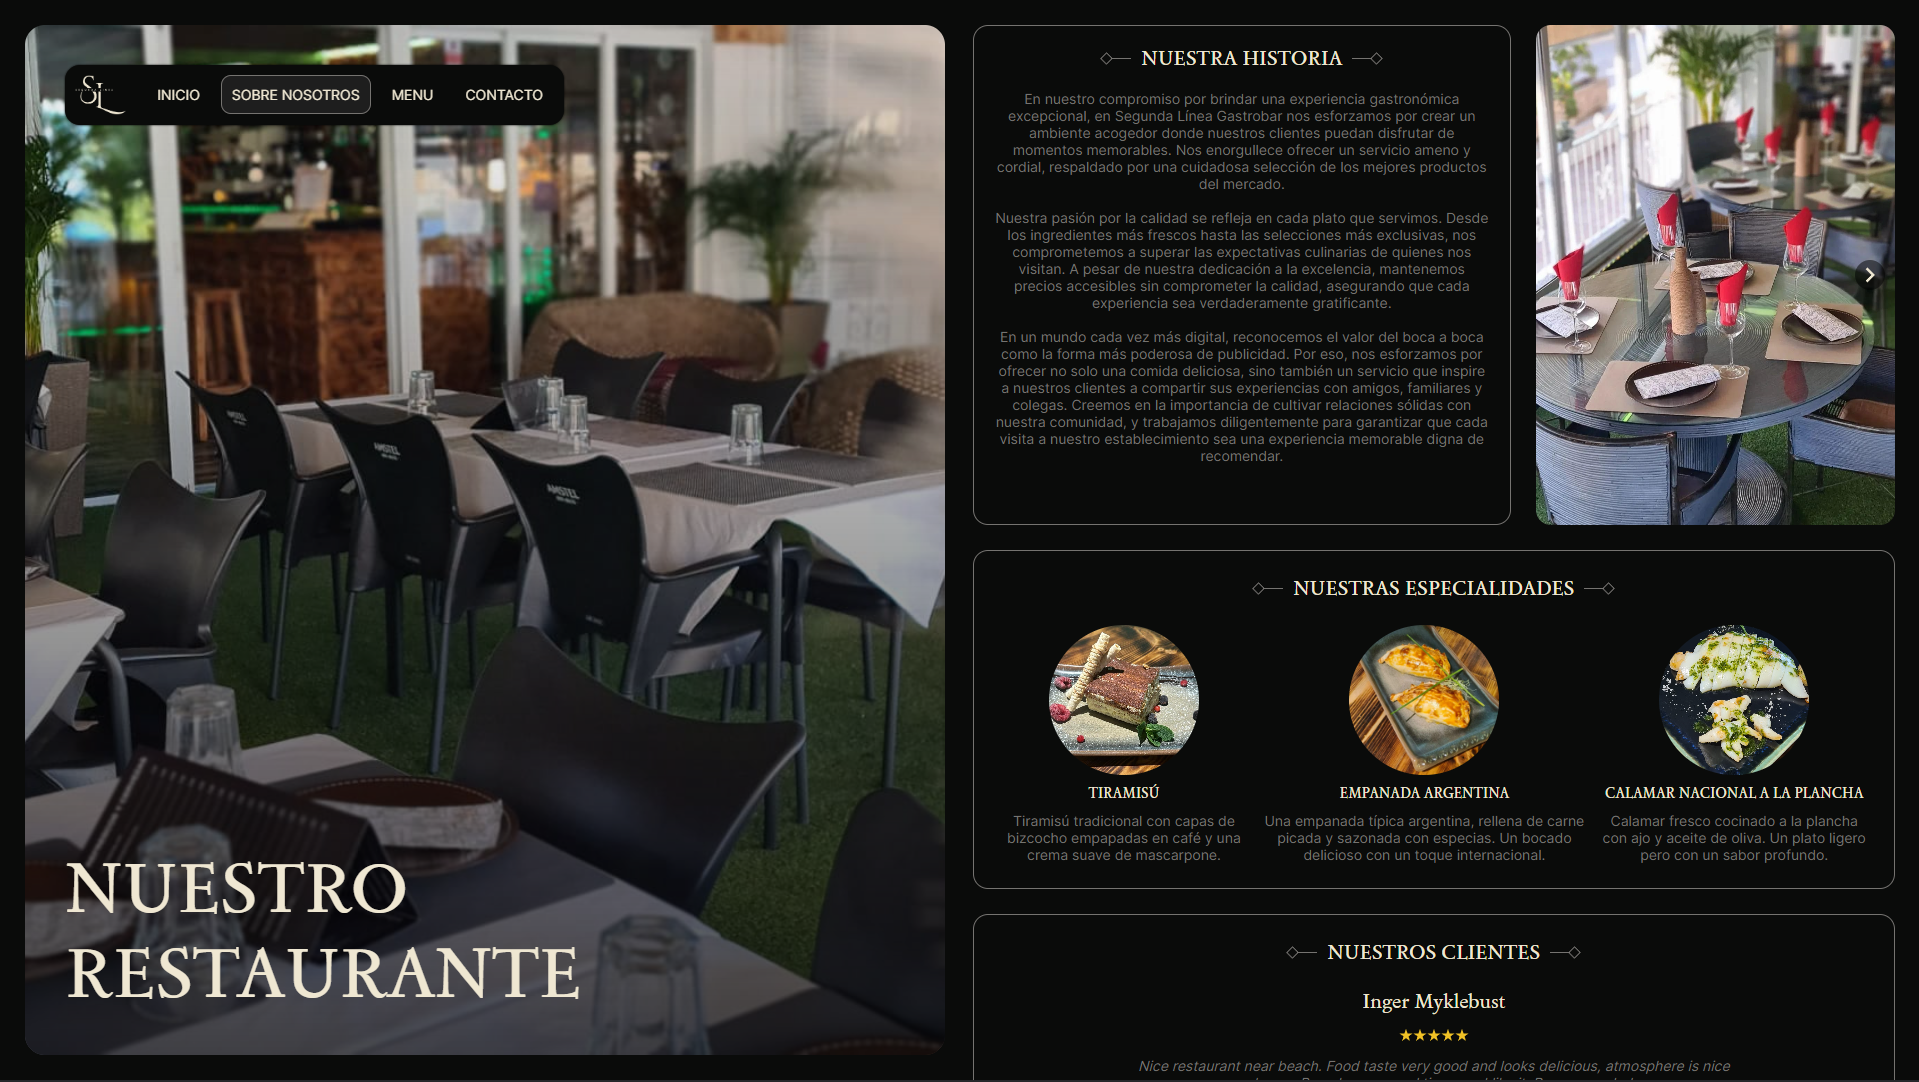 SL
INICIO
SOBRE NOSOTROS
MENU
CONTACTO
AMSTEL
AMSTEL
AMSTEL
NUESTRO
RESTAURANTE
NUESTRA HISTORIA
En nuestro compromiso por brindar una experiencia gastronómica
excepcional, en Segunda Línea Gastrobar nos esforzamos por crear un
ambiente acogedor donde nuestros clientes puedan disfrutar de
momentos memorables. Nos enorgullece ofrecer un servicio ameno y
cordial, respaldado por una cuidadosa selección de los mejores productos
del mercado.
Nuestra pasión por la calidad se refleja en cada plato que servimos. Desde
los ingredientes más frescos hasta las selecciones más exclusivas, nos
comprometemos a superar las expectativas culinarias de quienes nos
visitan. A pesar de nuestra dedicación a la excelencia, mantenemos
precios accesibles sin comprometer la calidad, asegurando que cada
experiencia sea verdaderamente gratificante.
En un mundo cada vez más digital, reconocemos el valor del boca a boca
como la forma más poderosa de publicidad. Por eso, nos esforzamos por
ofrecer no solo una comida deliciosa, sino también un servicio que inspire
a nuestros clientes a compartir sus experiencias con amigos, familiares y
colegas. Creemos en la importancia de cultivar relaciones sólidas con
nuestra comunidad, y trabajamos diligentemente para garantizar que cada
visita a nuestro establecimiento sea una experiencia memorable digna de
recomendar.
NUESTRAS ESPECIALIDADES
TIRAMISÚ
Tiramisú tradicional con capas de
bizcocho empapadas en café y una
crema suave de mascarpone.
EMPANADA ARGENTINA
Una empanada típica argentina, rellena de carne
picada y sazonada con especias. Un bocado
delicioso con un toque internacional.
CALAMAR NACIONAL A LA PLANCHA
Calamar fresco cocinado a la plancha
con ajo y aceite de oliva. Un plato ligero
pero con un sabor profundo.
NUESTROS CLIENTES
Inger Myklebust
★★★★★
Nice restaurant near beach. Food taste very good and looks delicious, atmosphere is nice